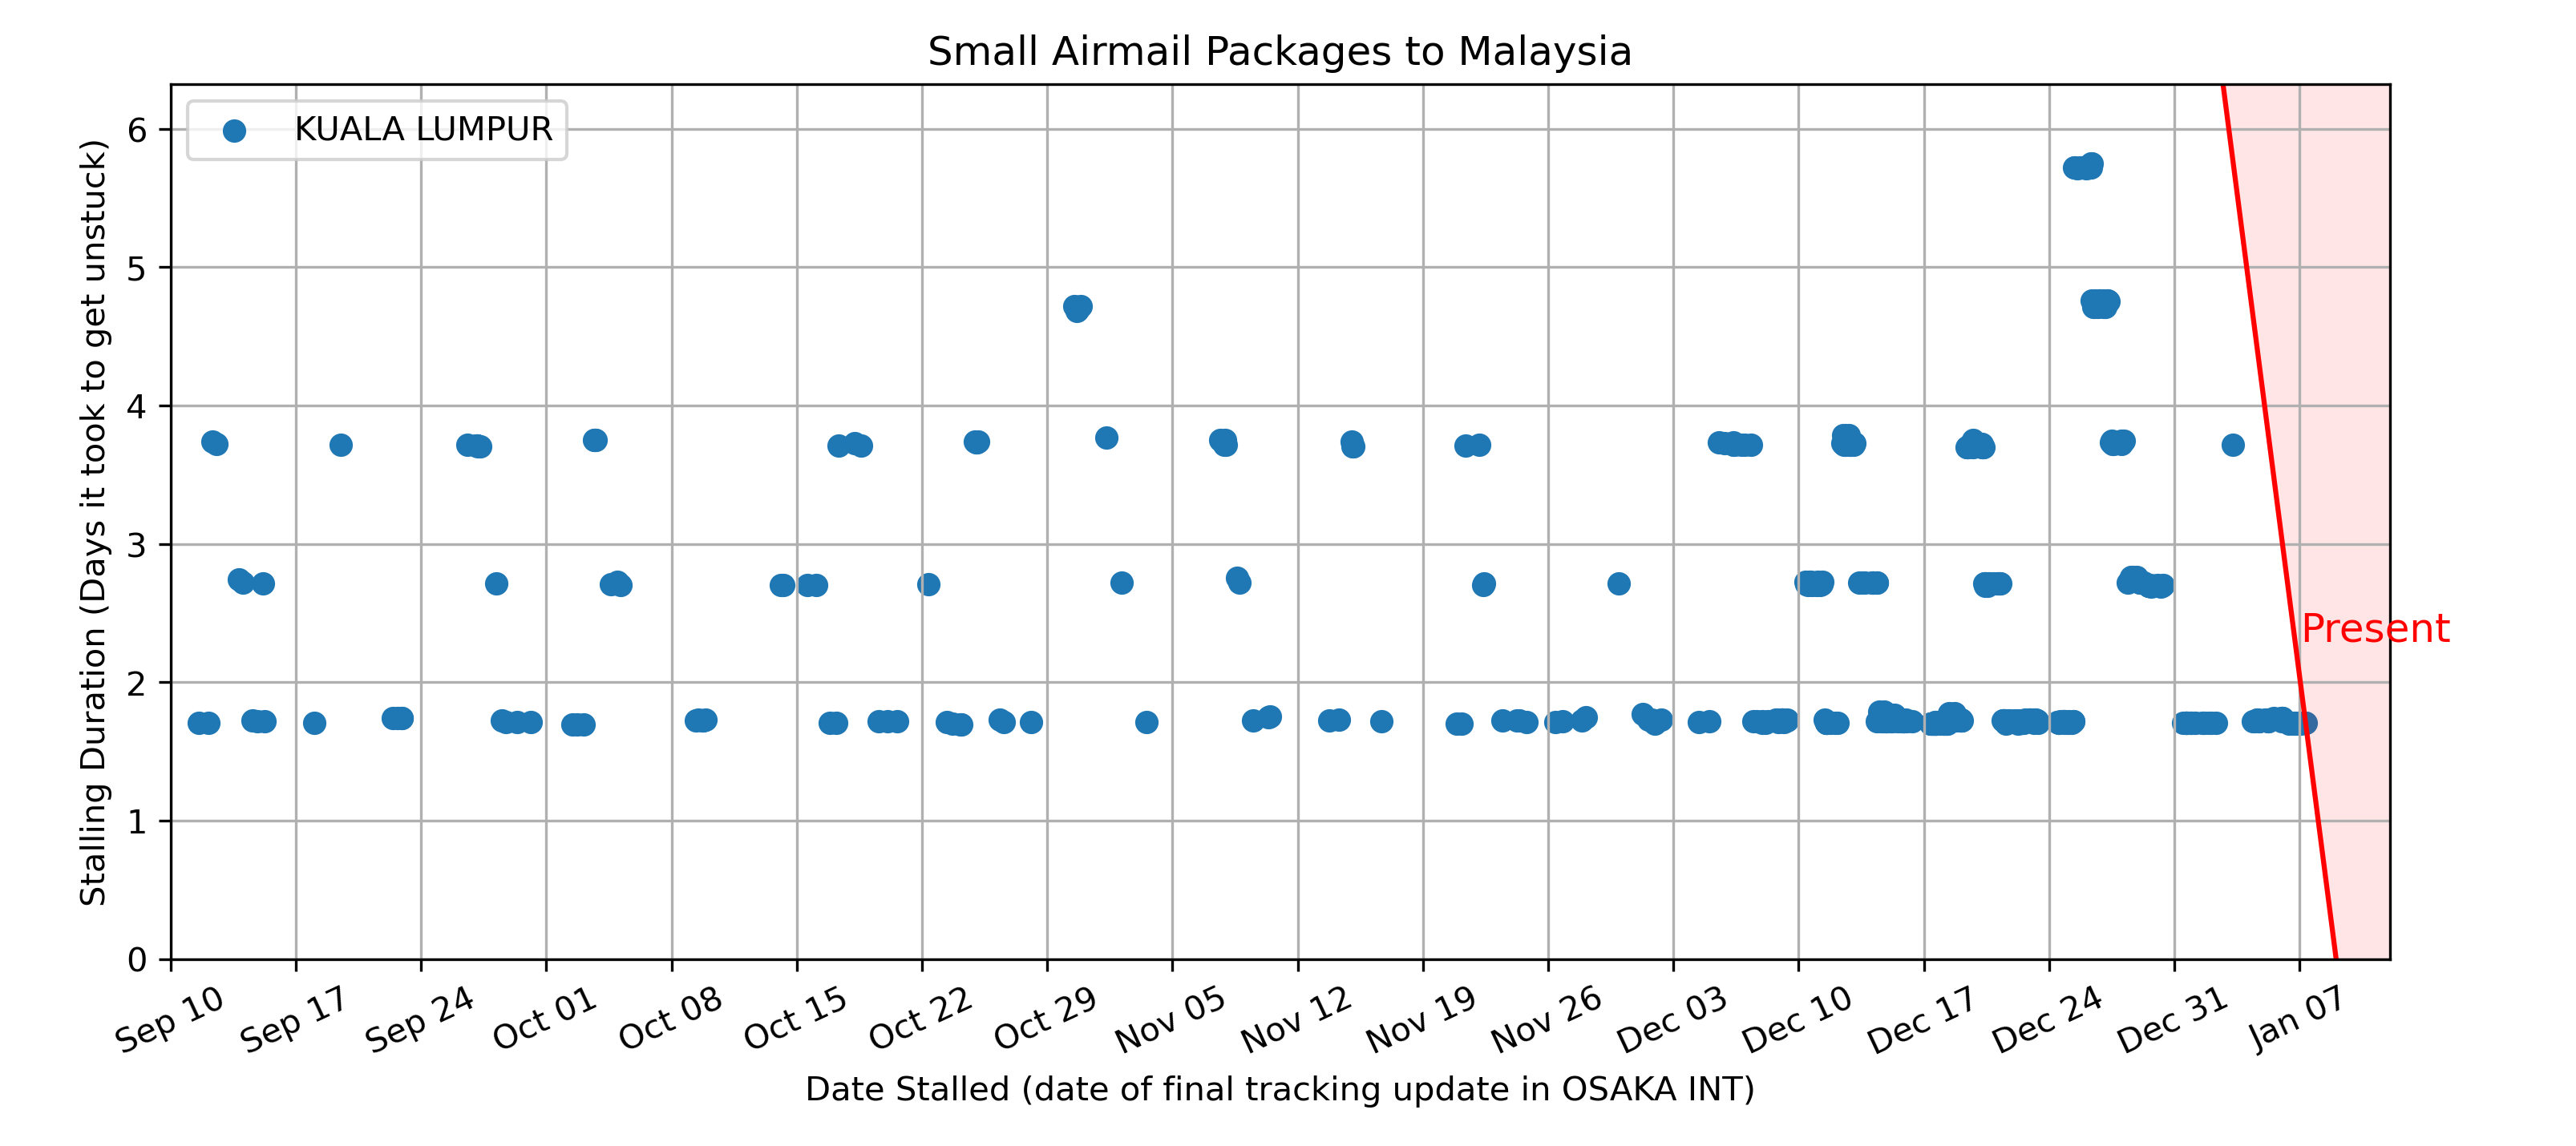 Small Airmail Packages to Malaysia
KUALA LUMPUR
Stalling Duration (Days it took to get unstuck)
6
5
4
3
2
1
0
Present
Sep 10
Sep 17
Sep 24
Oct 01
Oct 08
Oct 15
Oct 22
Oct 29
Nov 05
Nov 12
Nov 19
Nov 26
Dec 03
Dec 10
Dec 17
Dec 24
Dec 31
Jan 07
Date Stalled (date of final tracking update in OSAKA INT)